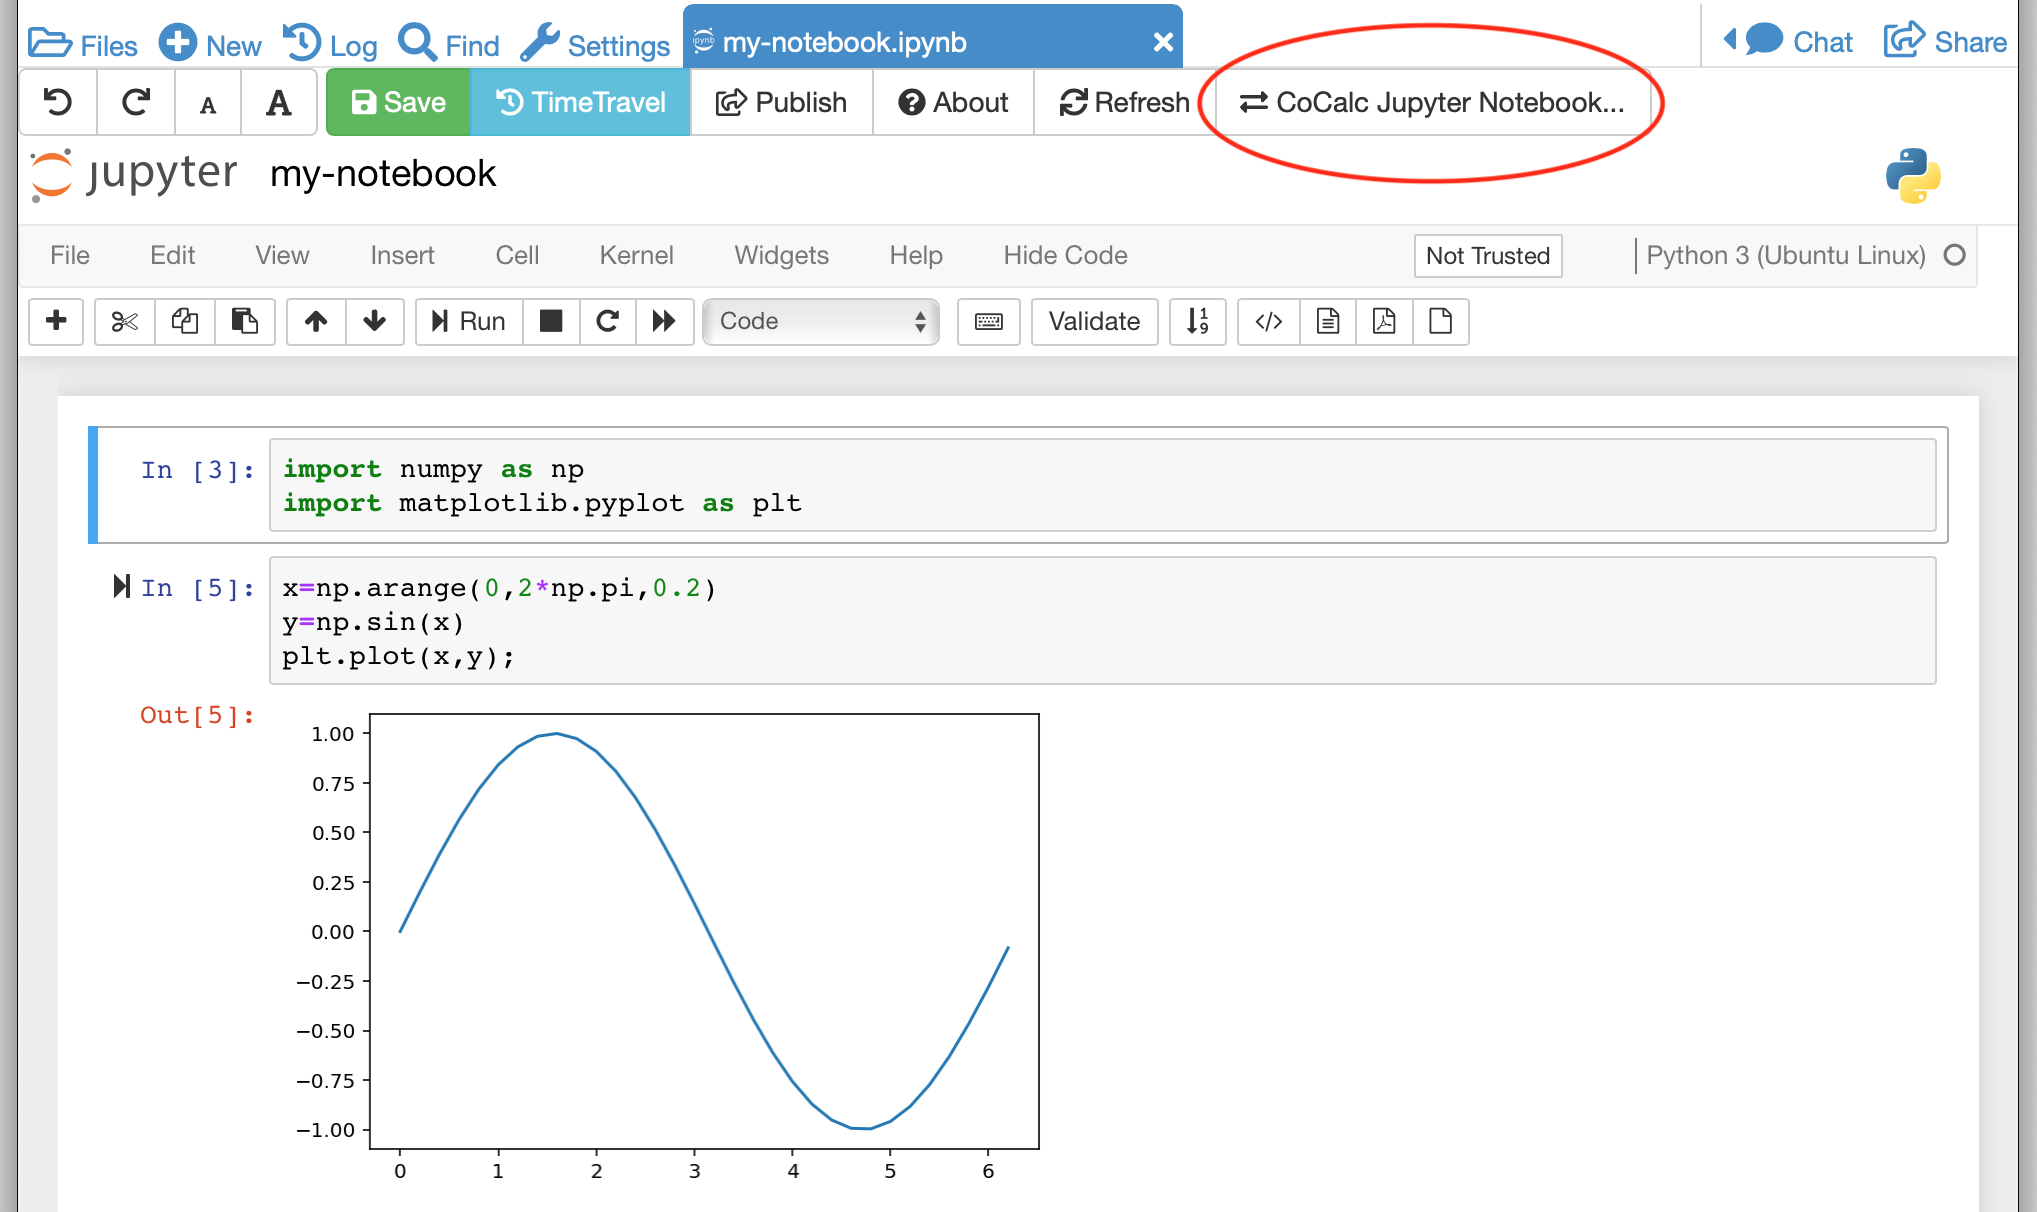 Files New Log Find Settings my-notebook.ipynb Chat Share
A A Save TimeTravel Publish About Refresh CoCalc Jupyter Notebook...
jupyter my-notebook
File Edit View Insert Cell Kernel Widgets Help Hide Code Not Trusted Python 3 (Ubuntu Linux)
Run Code Validate
In [3]: import numpy as np
import matplotlib.pyplot as plt
In [5]: x=np.arange(0,2*np.pi,0.2)
y=np.sin(x)
plt.plot(x,y);
Out[5]:
1.00
0.75
0.50
0.25
0.00
−0.25
−0.50
−0.75
−1.00
0 1 2 3 4 5 6